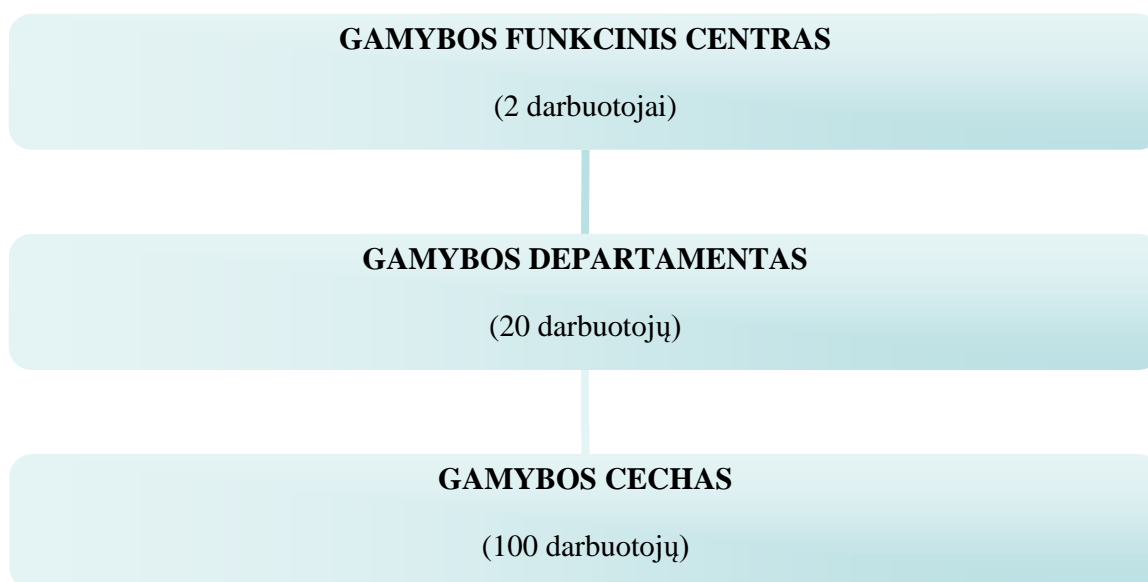 GAMYBOS FUNKCINIS CENTRAS
(2 darbuotojai)
GAMYBOS DEPARTAMENTAS
(20 darbuotojų)
GAMYBOS CECHAS
(100 darbuotojų)